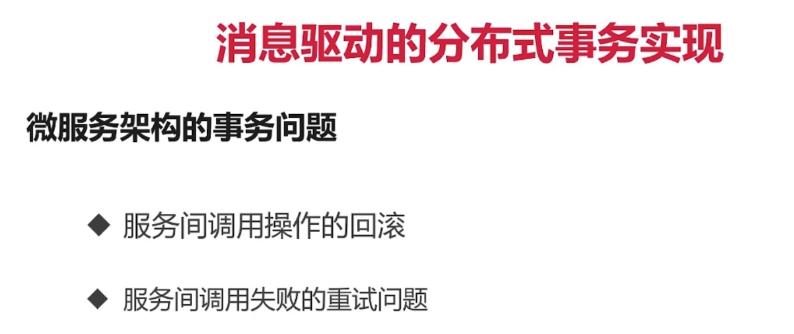 消息驱动的分布式事务实现
微服务架构的事务问题
◆ 服务间调用操作的回滚
◆ 服务间调用失败的重试问题